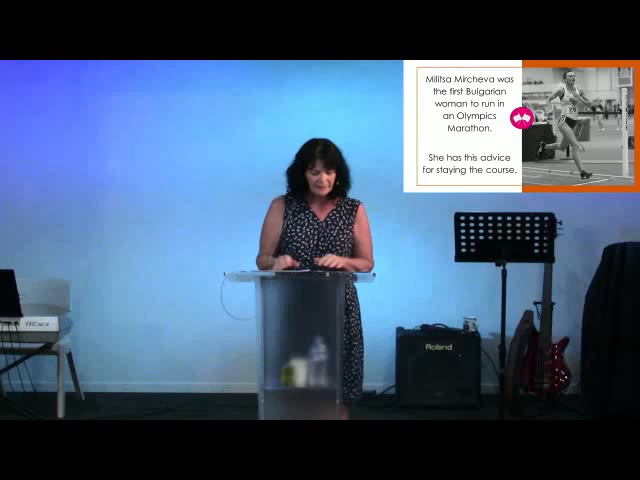 Militsa Mircheva was
the first Bulgarian
woman to run in
an Olympics
Marathon.
She has this advice
for staying the course.
Roland